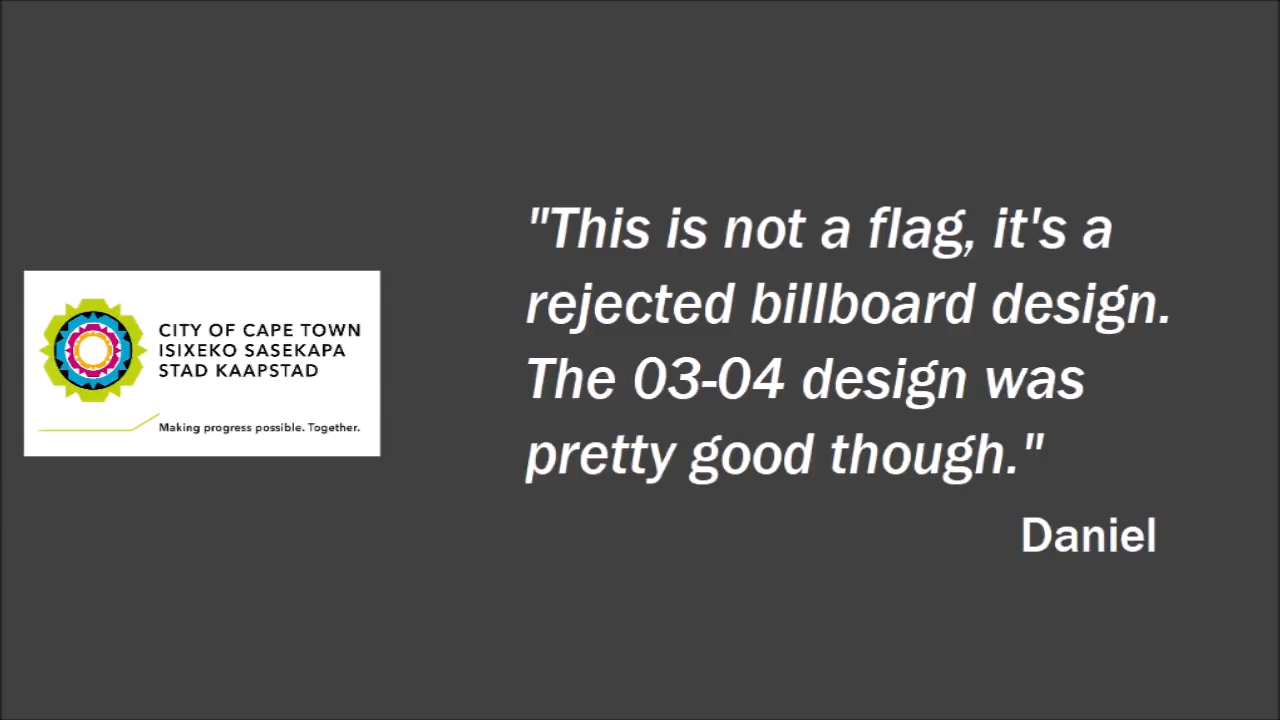 CITY OF CAPE TOWN
ISIXEKO SASEKAPA
STAD KAAPSTAD
Making progress possible. Together.
"This is not a flag, it's a
rejected billboard design.
The 03-04 design was
pretty good though."
Daniel